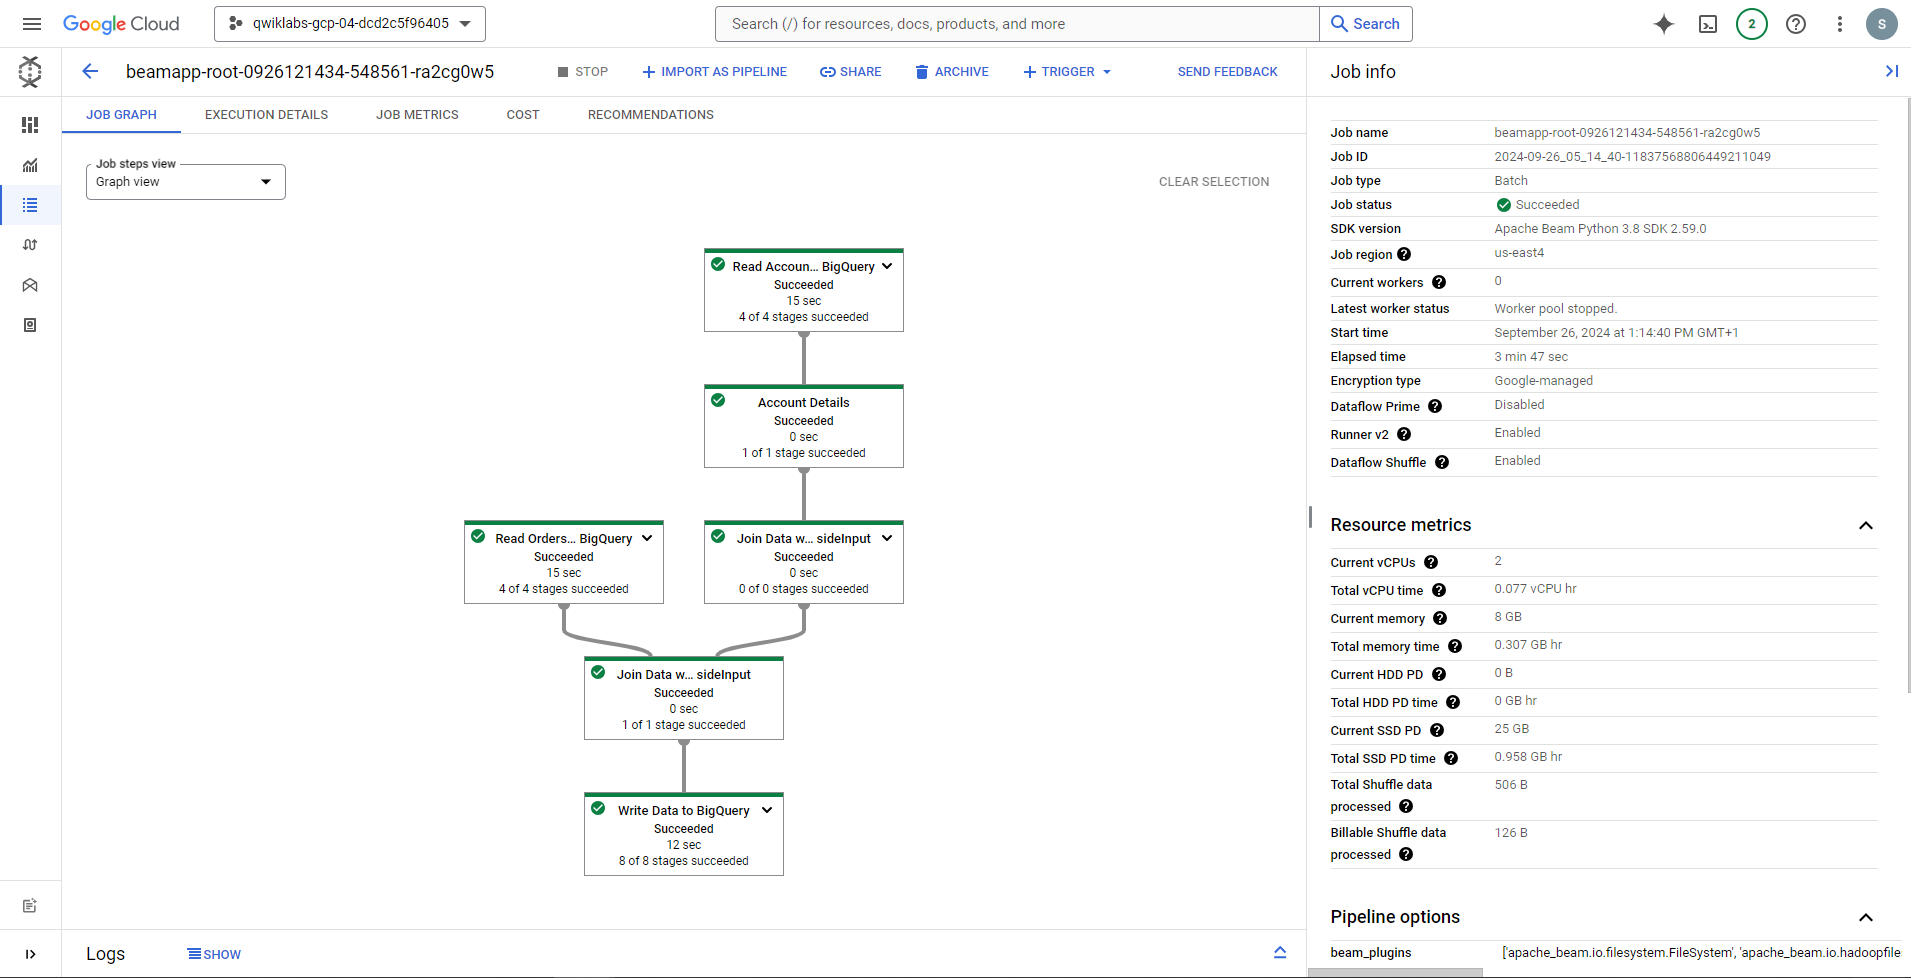 Google Cloud
qwiklabs-gcp-04-dcd2c5f96405
Search (/) for resources, docs, products, and more
Search
2
S
beamapp-root-0926121434-548561-ra2cg0w5
STOP
IMPORT AS PIPELINE
SHARE
ARCHIVE
TRIGGER
SEND FEEDBACK
JOB GRAPH
EXECUTION DETAILS
JOB METRICS
COST
RECOMMENDATIONS
Job steps view
Graph view
CLEAR SELECTION
Read Accoun... BigQuery
Succeeded
15 sec
4 of 4 stages succeeded
Account Details
Succeeded
0 sec
1 of 1 stage succeeded
Read Orders... BigQuery
Succeeded
15 sec
4 of 4 stages succeeded
Join Data w... sideInput
Succeeded
0 sec
0 of 0 stages succeeded
Join Data w... sideInput
Succeeded
0 sec
1 of 1 stage succeeded
Write Data to BigQuery
Succeeded
12 sec
8 of 8 stages succeeded
Logs
SHOW
Job info
Job name beamapp-root-0926121434-548561-ra2cg0w5
Job ID 2024-09-26_05_14_40-11837568806449211049
Job type Batch
Job status Succeeded
SDK version Apache Beam Python 3.8 SDK 2.59.0
Job region us-east4
Current workers 0
Latest worker status Worker pool stopped.
Start time September 26, 2024 at 1:14:40 PM GMT+1
Elapsed time 3 min 47 sec
Encryption type Google-managed
Dataflow Prime Disabled
Runner v2 Enabled
Dataflow Shuffle Enabled
Resource metrics
Current vCPUs 2
Total vCPU time 0.077 vCPU hr
Current memory 8 GB
Total memory time 0.307 GB hr
Current HDD PD 0 B
Total HDD PD time 0 GB hr
Current SSD PD 25 GB
Total SSD PD time 0.958 GB hr
Total Shuffle data 506 B
processed
Billable Shuffle data 126 B
processed
Pipeline options
beam_plugins ['apache_beam.io.filesystem.FileSystem', 'apache_beam.io.hadoopfile